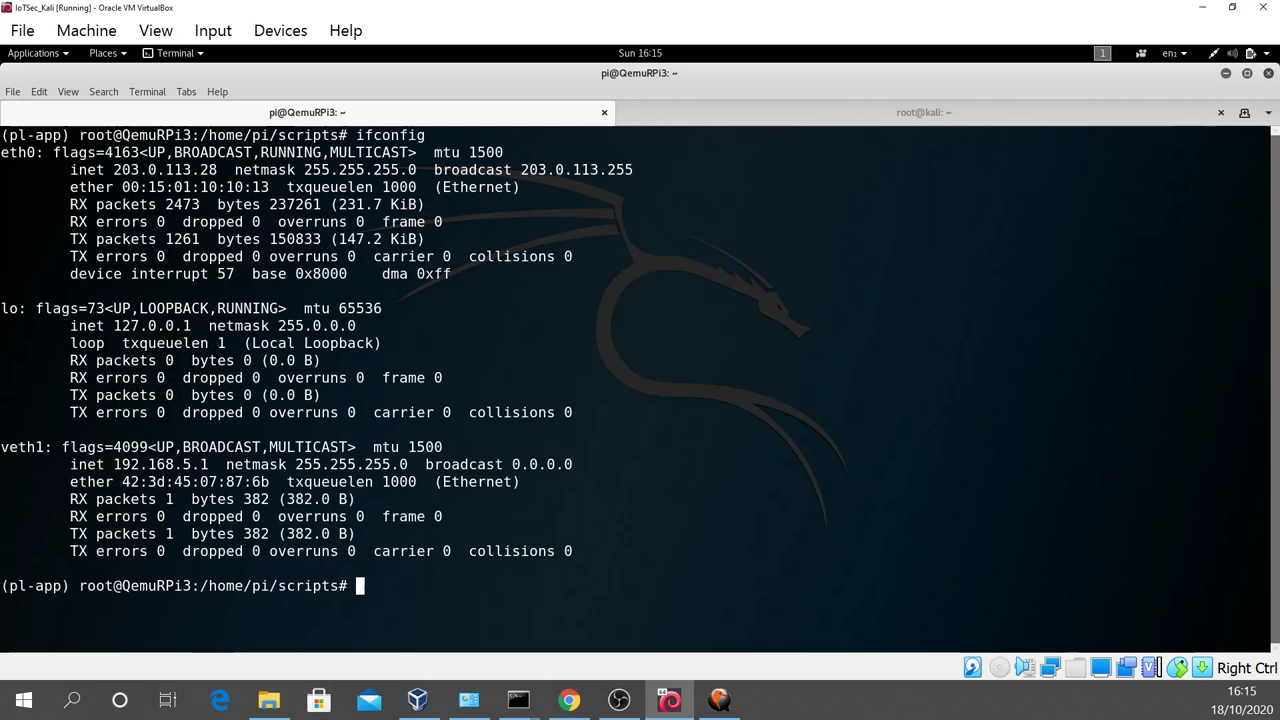 IoTSec_Kali [Running] - Oracle VM VirtualBox
File Machine View Input Devices Help
Applications Places Terminal Sun 16:15 1 en1
pi@QemuRPi3: ~
File Edit View Search Terminal Tabs Help
pi@QemuRPi3: ~ root@kali: ~
(pl-app) root@QemuRPi3:/home/pi/scripts# ifconfig
eth0: flags=4163<UP,BROADCAST,RUNNING,MULTICAST>  mtu 1500
        inet 203.0.113.28  netmask 255.255.255.0  broadcast 203.0.113.255
        ether 00:15:01:10:10:13  txqueuelen 1000  (Ethernet)
        RX packets 2473  bytes 237261 (231.7 KiB)
        RX errors 0  dropped 0  overruns 0  frame 0
        TX packets 1261  bytes 150833 (147.2 KiB)
        TX errors 0  dropped 0 overruns 0  carrier 0  collisions 0
        device interrupt 57  base 0x8000    dma 0xff
lo: flags=73<UP,LOOPBACK,RUNNING>  mtu 65536
        inet 127.0.0.1  netmask 255.0.0.0
        loop  txqueuelen 1  (Local Loopback)
        RX packets 0  bytes 0 (0.0 B)
        RX errors 0  dropped 0  overruns 0  frame 0
        TX packets 0  bytes 0 (0.0 B)
        TX errors 0  dropped 0 overruns 0  carrier 0  collisions 0
veth1: flags=4099<UP,BROADCAST,MULTICAST>  mtu 1500
        inet 192.168.5.1  netmask 255.255.255.0  broadcast 0.0.0.0
        ether 42:3d:45:07:87:6b  txqueuelen 1000  (Ethernet)
        RX packets 1  bytes 382 (382.0 B)
        RX errors 0  dropped 0  overruns 0  frame 0
        TX packets 1  bytes 382 (382.0 B)
        TX errors 0  dropped 0 overruns 0  carrier 0  collisions 0
(pl-app) root@QemuRPi3:/home/pi/scripts#
Right Ctrl
64
16:15
18/10/2020